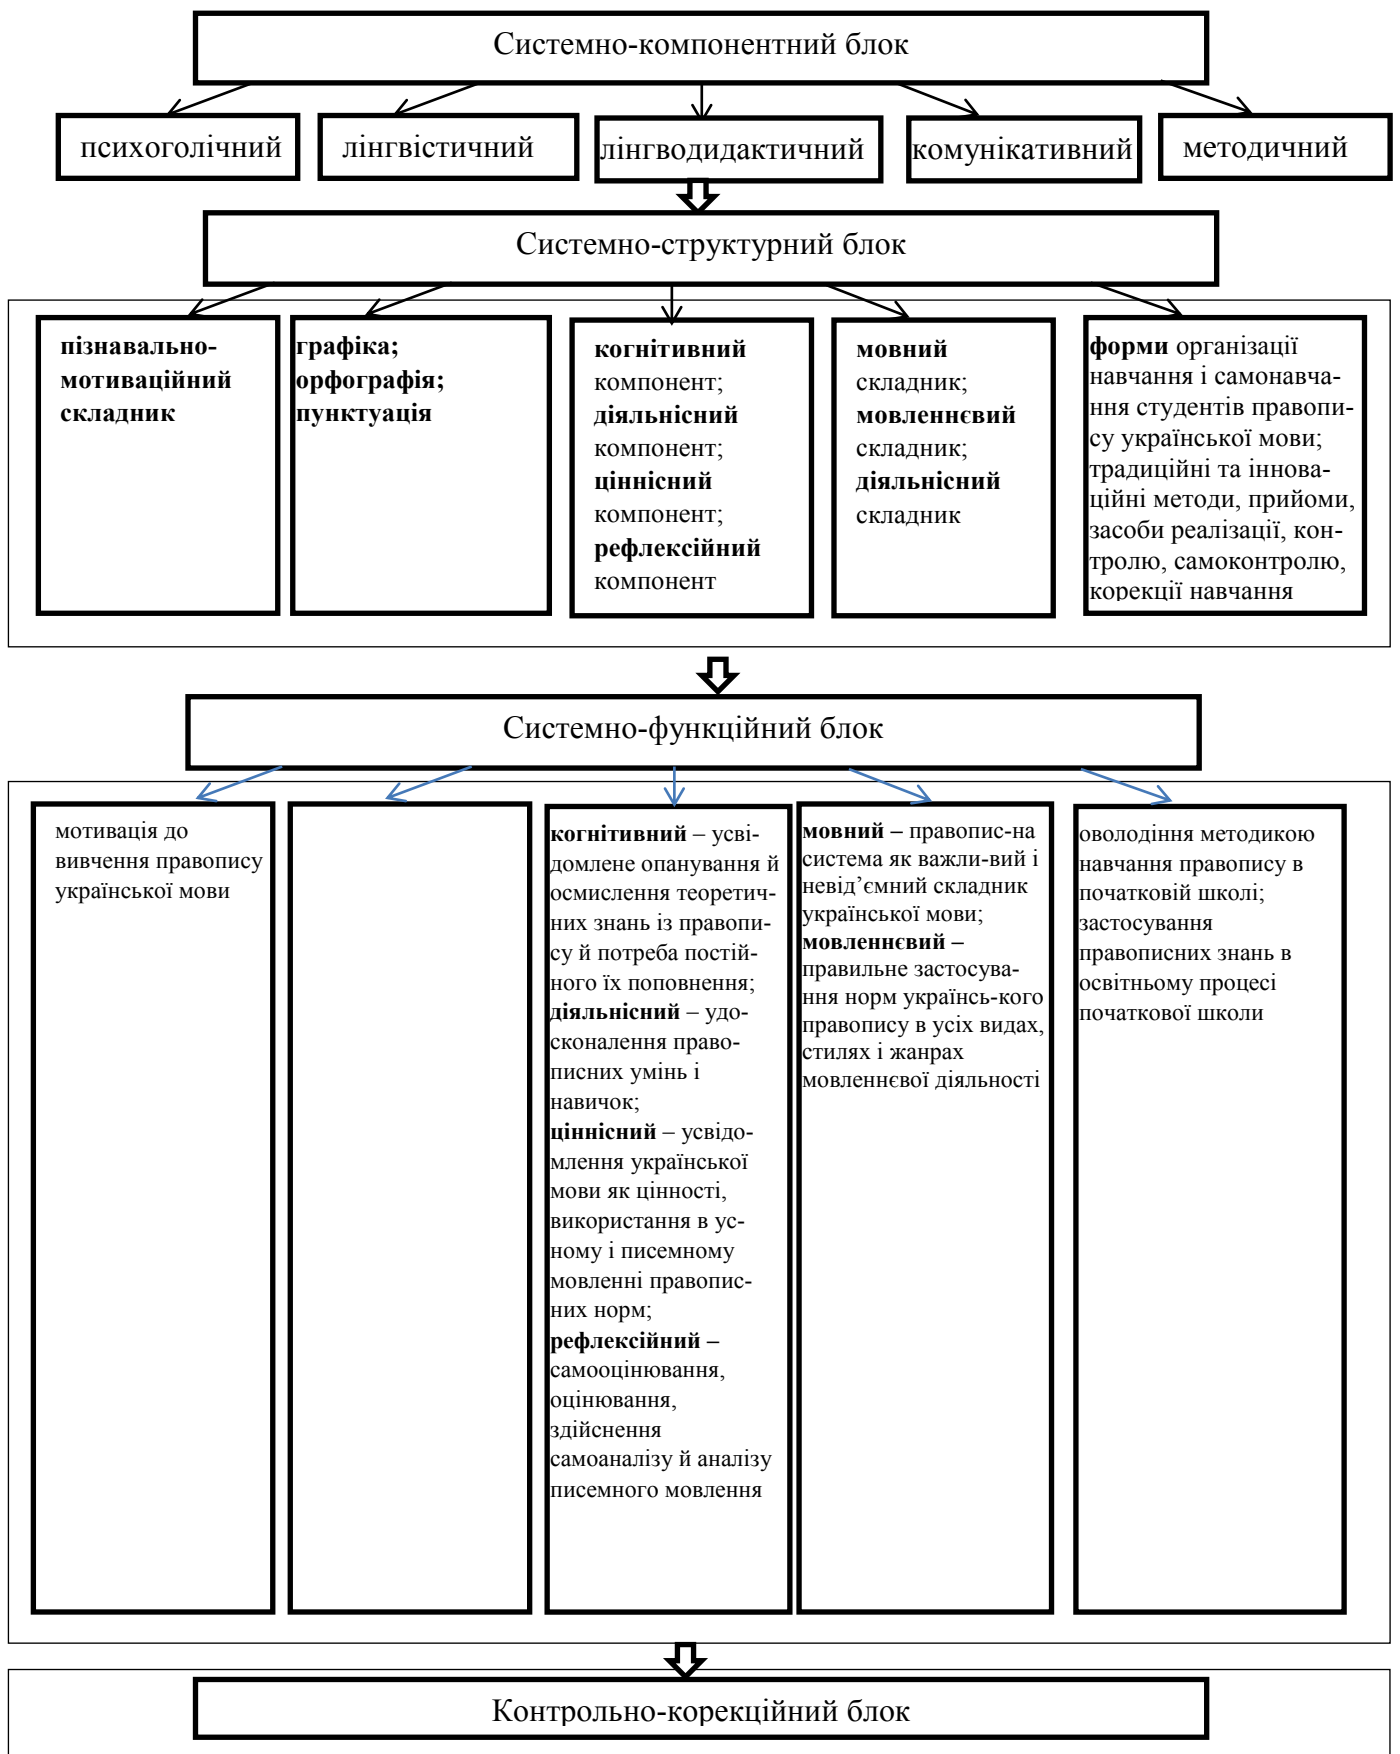 Системно-компонентний блок
психоголічний
лінгвістичний
лінгводидактичний
комунікативний
методичний
Системно-структурний блок
пізнавально-
мотиваційний
складник
графіка;
орфографія;
пунктуація
когнітивний
компонент;
діяльнісний
компонент;
ціннісний
компонент;
рефлексійний
компонент
мовний
складник;
мовленнєвий
складник;
діяльнісний
складник
форми організації
навчання і самонавча-
ння студентів правопи-
су української мови;
традиційні та іннова-
ційні методи, прийоми,
засоби реалізації, кон-
тролю, самоконтролю,
корекції навчання
Системно-функційний блок
мотивація до
вивчення правопису
української мови
когнітивний – усві-
домлене опанування й
осмислення теоретич-
них знань із правопи-
су й потреба постій-
ного їх поповнення;
діяльнісний – удо-
сконалення право-
писних умінь і
навичок;
ціннісний – усвідо-
млення української
мови як цінності,
використання в ус-
ному і писемному
мовленні правопис-
них норм;
рефлексійний –
самооцінювання,
оцінювання,
здійснення
самоаналізу й аналізу
писемного мовлення
мовний – правопис-на
система як важли-вий і
невід’ємний складник
української мови;
мовленнєвий –
правильне застосува-
ння норм українсь-кого
правопису в усіх видах,
стилях і жанрах
мовленнєвої діяльності
оволодіння методикою
навчання правопису в
початковій школі;
застосування
правописних знань в
освітньому процесі
початкової школи
Контрольно-корекційний блок